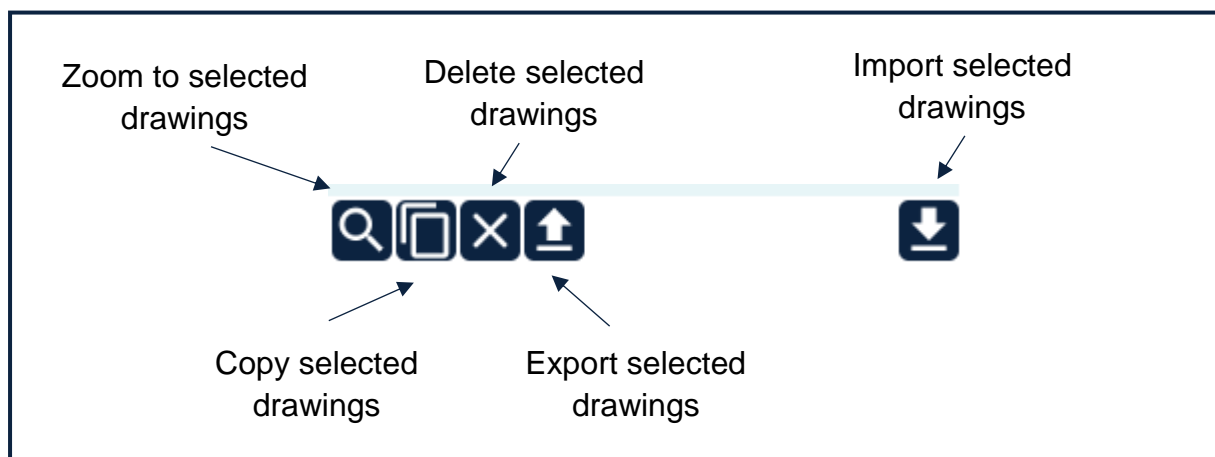 Zoom to selected
drawings
Delete selected
drawings
Import selected
drawings
Copy selected
drawings
Export selected
drawings